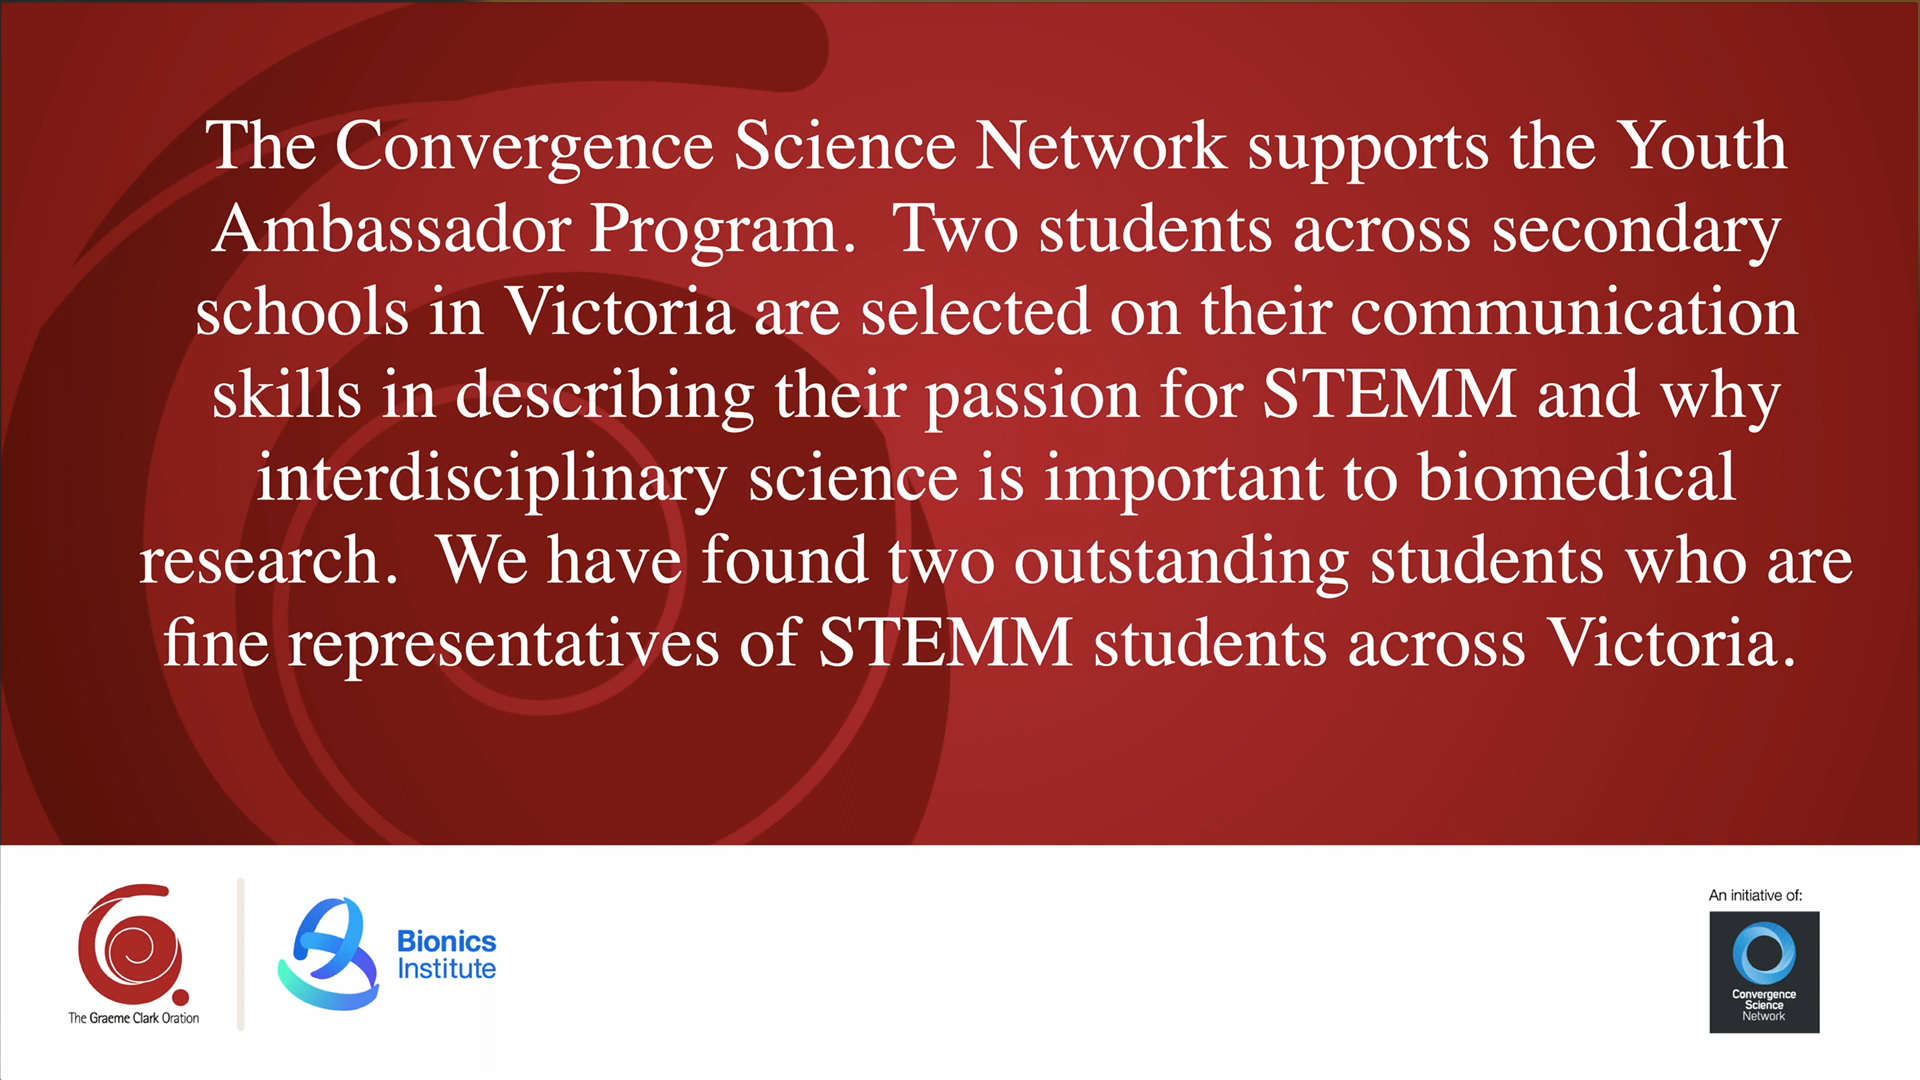 The Convergence Science Network supports the Youth
Ambassador Program.  Two students across secondary
schools in Victoria are selected on their communication
skills in describing their passion for STEMM and why
interdisciplinary science is important to biomedical
research.  We have found two outstanding students who are
fine representatives of STEMM students across Victoria.
The Graeme Clark Oration
Bionics
Institute
An initiative of:
Convergence
Science
Network